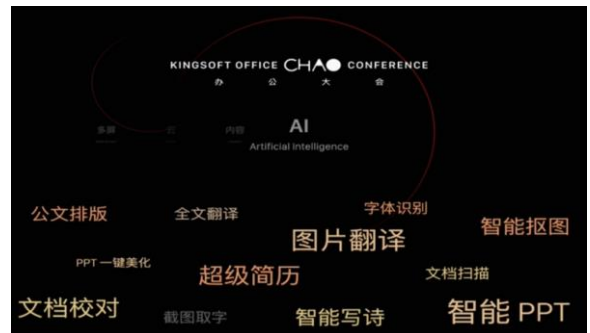 KINGSOFT OFFICE CHAO CONFERENCE
办 公 大 会
多屏 云 内容 AI
Artificial Intelligence
公文排版 全文翻译 字体识别
图片翻译 智能抠图
PPT一键美化 超级简历 文档扫描
文档校对 截图取字 智能写诗 智能 PPT